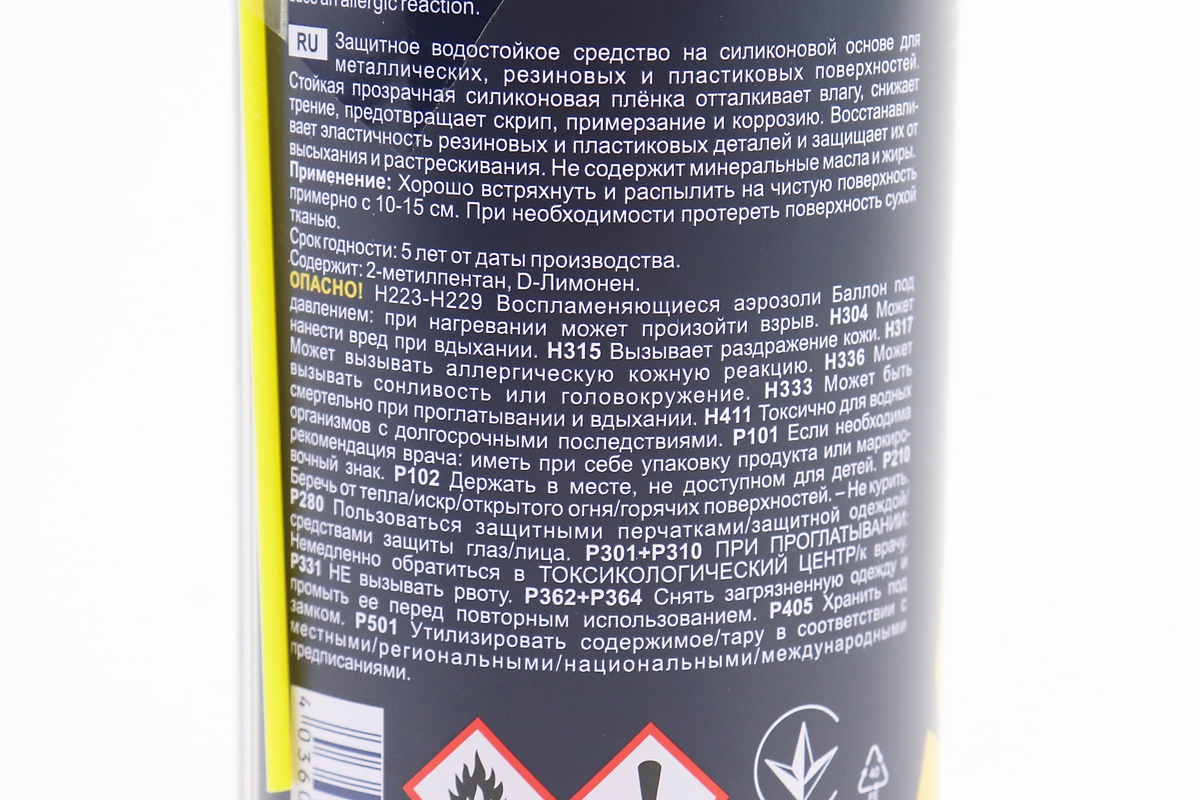 an allergic reaction.
RU Защитное водостойкое средство на силиконовой основе для
металлических, резиновых и пластиковых поверхностей.
Стойкая прозрачная силиконовая плёнка отталкивает влагу, снижает
трение, предотвращает скрип, примерзание и коррозию. Восстанавли-
вает эластичность резиновых и пластиковых деталей и защищает их от
высыхания и растрескивания. Не содержит минеральные масла и жиры.
Применение: Хорошо встряхнуть и распылить на чистую поверхность
примерно с 10-15 см. При необходимости протереть поверхность сухой
тканью.
Срок годности: 5 лет от даты производства.
Содержит: 2-метилпентан, D-Лимонен.
ОПАСНО! H223-H229 Воспламеняющиеся аэрозоли Баллон под
давлением: при нагревании может произойти взрыв. H304 Может
нанести вред при вдыхании. H315 Вызывает раздражение кожи. H317
Может вызывать аллергическую кожную реакцию. H336 Может
вызывать сонливость или головокружение. H333 Может быть
смертельно при проглатывании и вдыхании. H411 Токсично для водных
организмов с долгосрочными последствиями. P101 Если необходима
рекомендация врача: иметь при себе упаковку продукта или маркиро-
вочный знак. P102 Держать в месте, не доступном для детей. P210
Беречь от тепла/искр/открытого огня/горячих поверхностей. – Не курить.
P280 Пользоваться защитными перчатками/защитной одеждой/
средствами защиты глаз/лица. P301+P310 ПРИ ПРОГЛАТЫВАНИИ:
Немедленно обратиться в ТОКСИКОЛОГИЧЕСКИЙ ЦЕНТР/к врачу.
P331 НЕ вызывать рвоту. P362+P364 Снять загрязненную одежду и
промыть ее перед повторным использованием. P405 Хранить под
замком. P501 Утилизировать содержимое/тару в соответствии с
местными/региональными/национальными/международными
предписаниями.
4 036
40